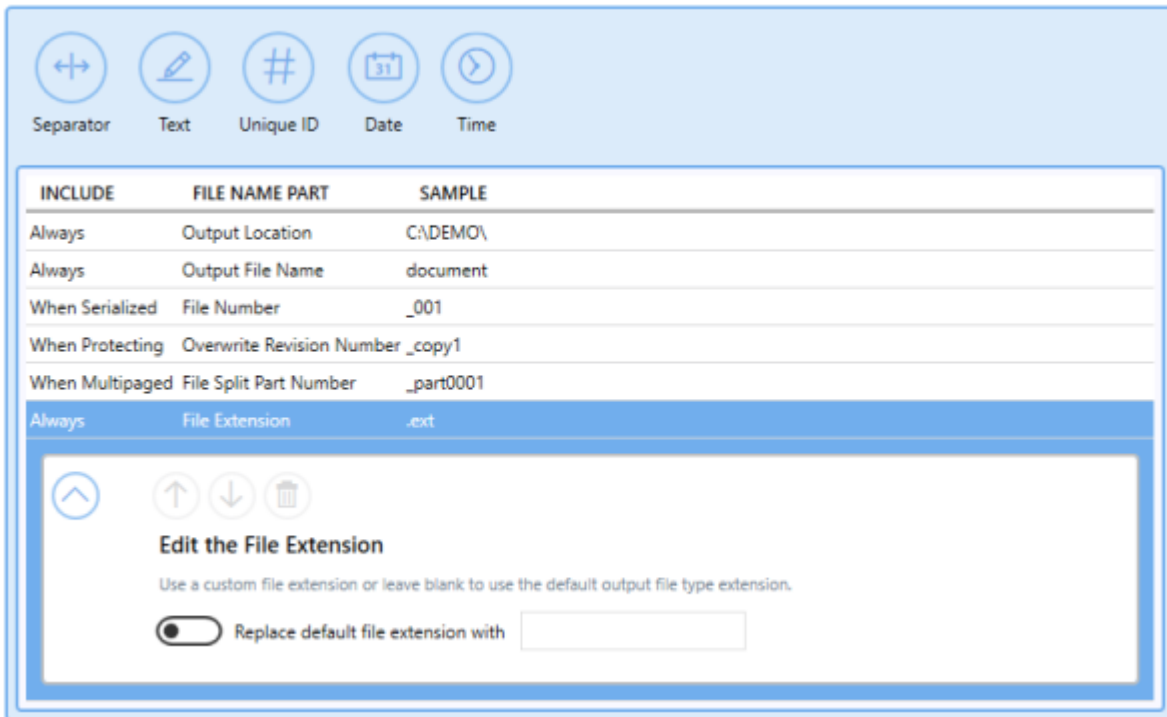 31
Separator Text Unique ID Date Time
INCLUDE FILE NAME PART SAMPLE
Always Output Location C:\DEMO\
Always Output File Name document
When Serialized File Number _001
When Protecting Overwrite Revision Number _copy1
When Multipaged File Split Part Number _part0001
Always File Extension .ext
Edit the File Extension
Use a custom file extension or leave blank to use the default output file type extension.
Replace default file extension with